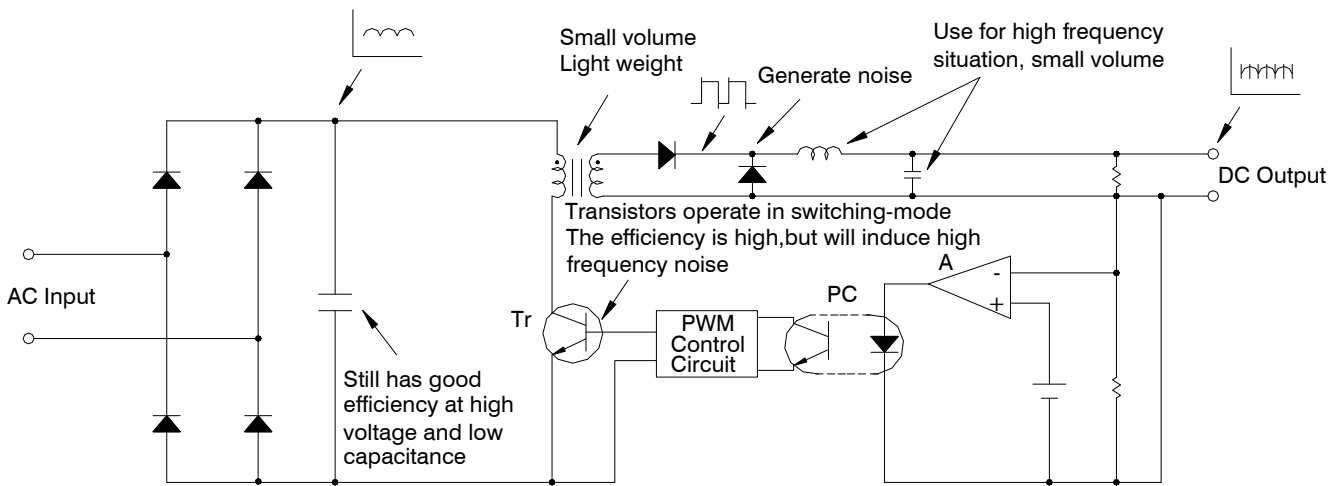 Small volume
Light weight
Generate noise
Use for high frequency
situation, small volume
DC Output
Transistors operate in switching-mode
The efficiency is high,but will induce high
frequency noise
AC Input
Tr
PWM
Control
Circuit
PC
A
-
+
Still has good
efficiency at high
voltage and low
capacitance